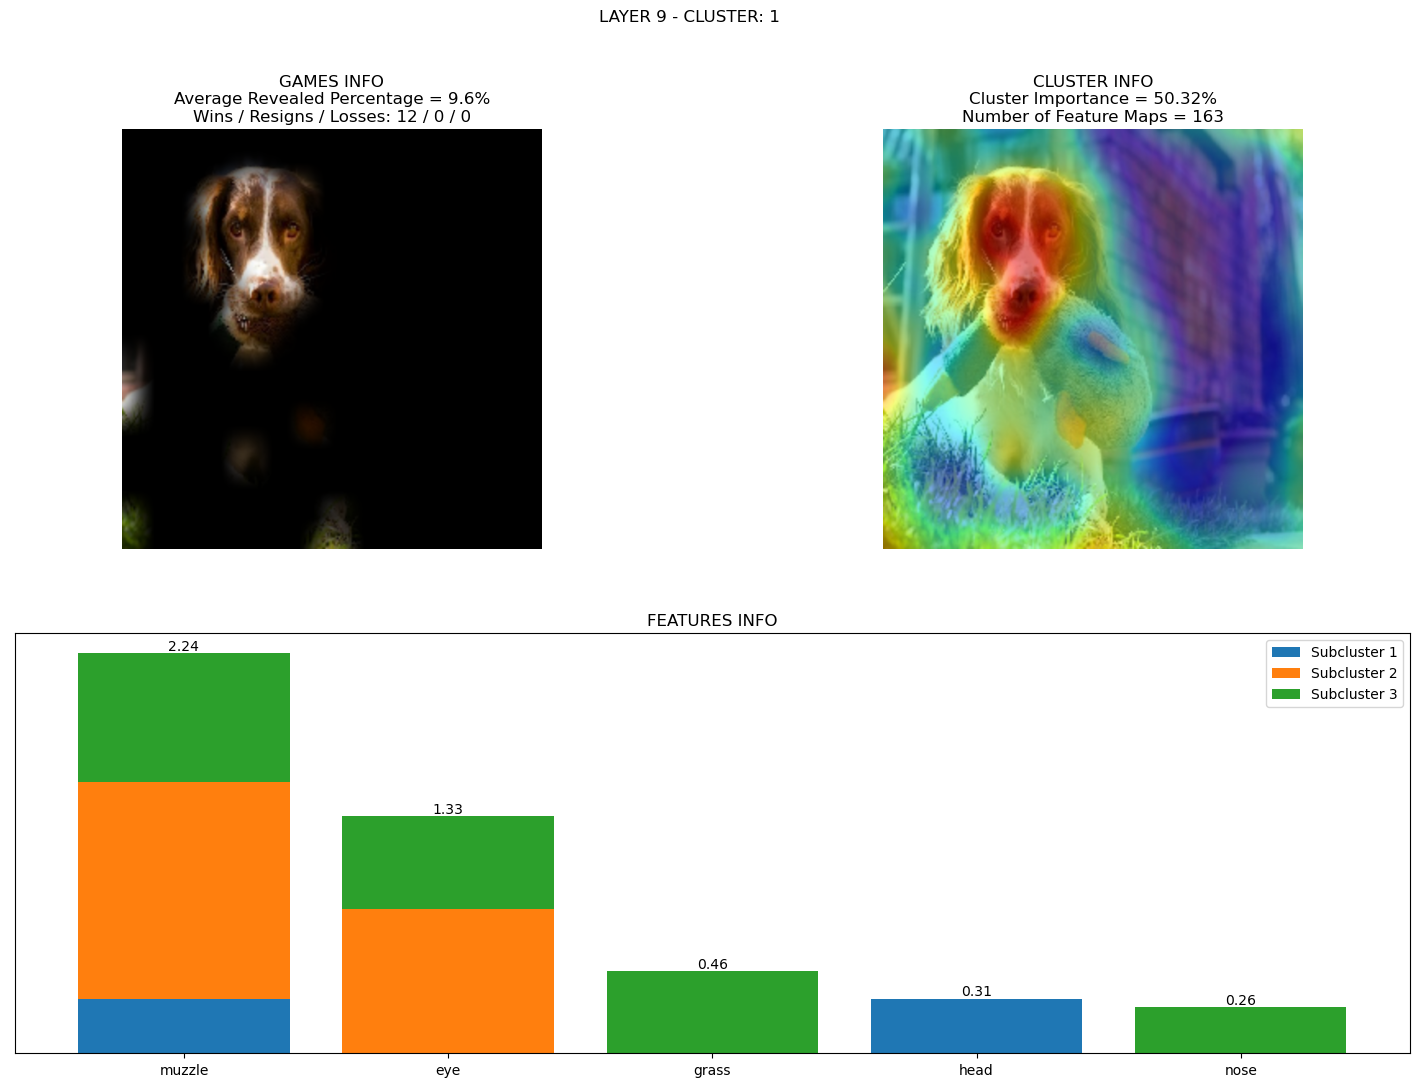 LAYER 9 - CLUSTER: 1
GAMES INFO
Average Revealed Percentage = 9.6%
Wins / Resigns / Losses: 12 / 0 / 0
CLUSTER INFO
Cluster Importance = 50.32%
Number of Feature Maps = 163
FEATURES INFO
2.24
1.33
0.46
0.31
0.26
Subcluster 1
Subcluster 2
Subcluster 3
muzzle
eye
grass
head
nose